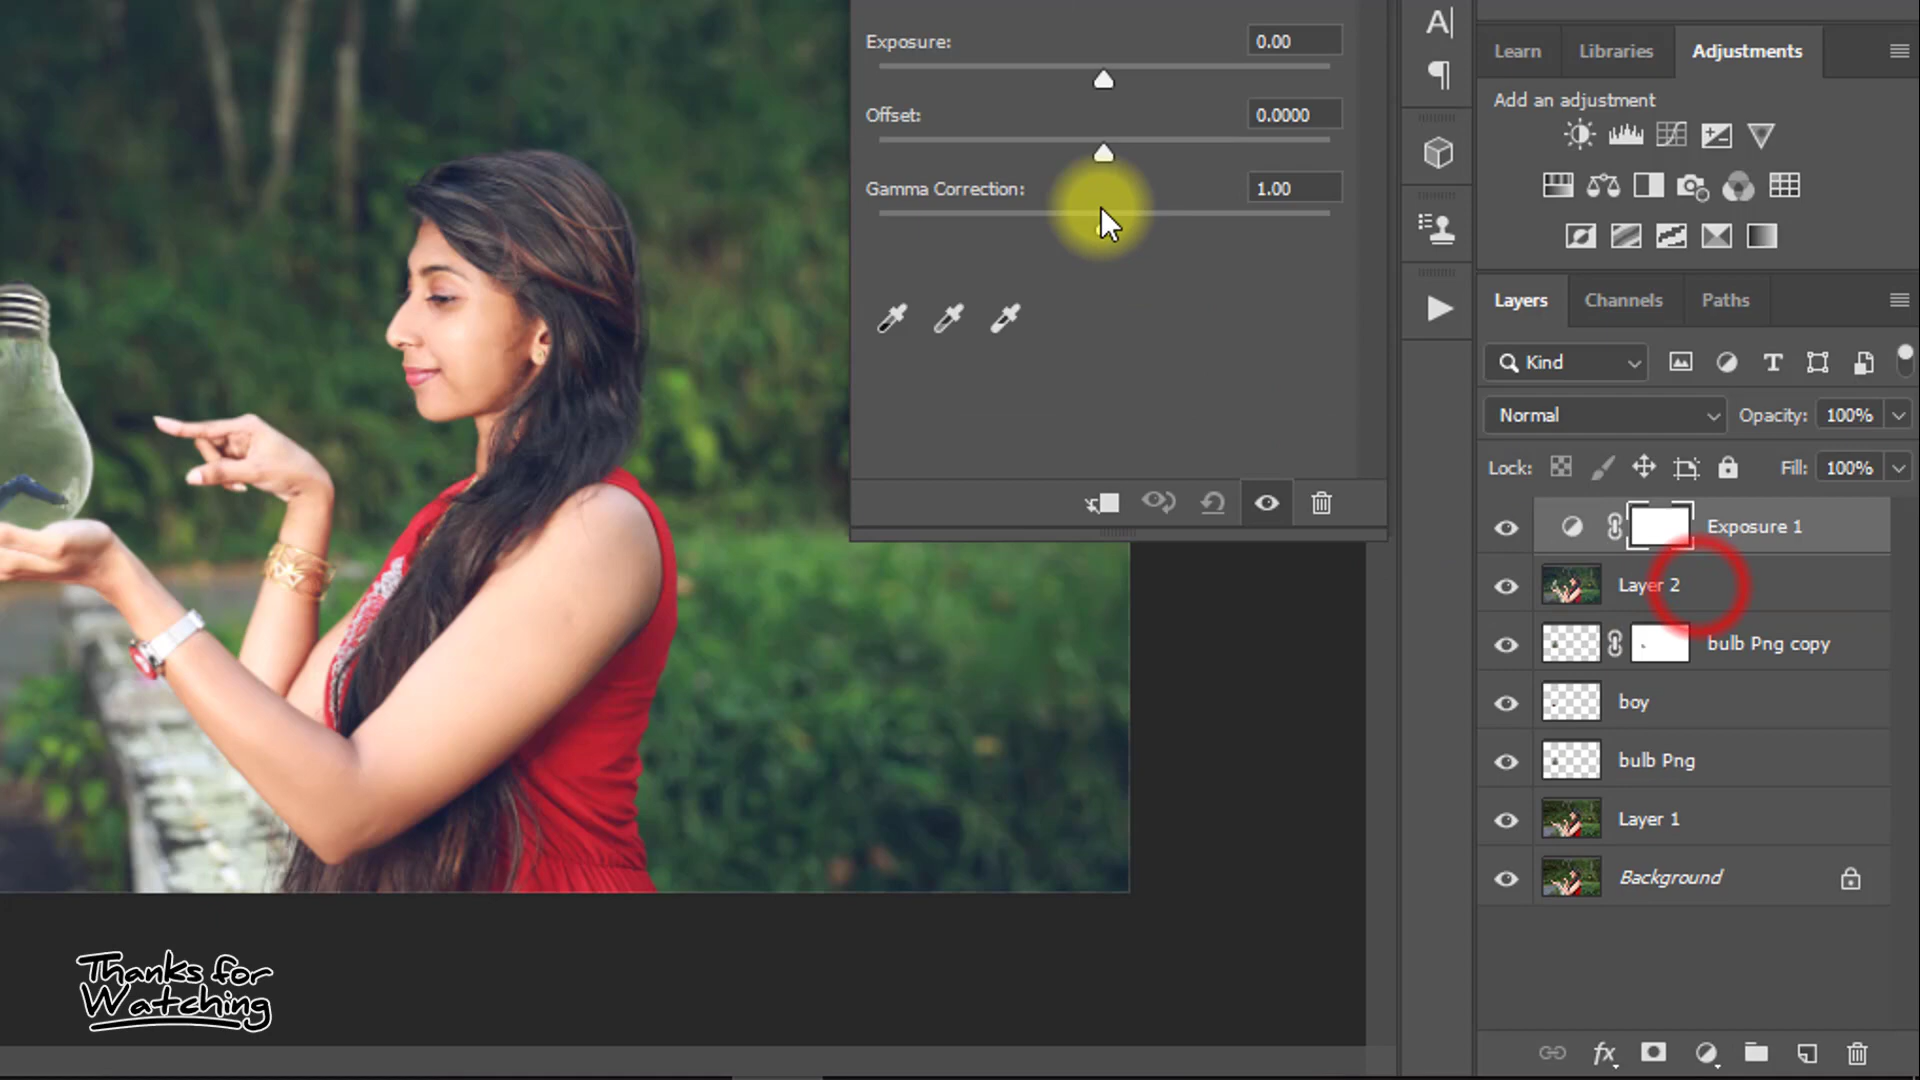 Exposure:
0.00
Offset:
0.0000
Gamma Correction:
1.00
A|
Learn
Libraries
Adjustments
Add an adjustment
Layers
Channels
Paths
Kind
T
Normal
Opacity:
100%
Lock:
Fill:
100%
Exposure 1
Layer 2
bulb Png copy
boy
bulb Png
Layer 1
Background
fx
Thanks for
Watching